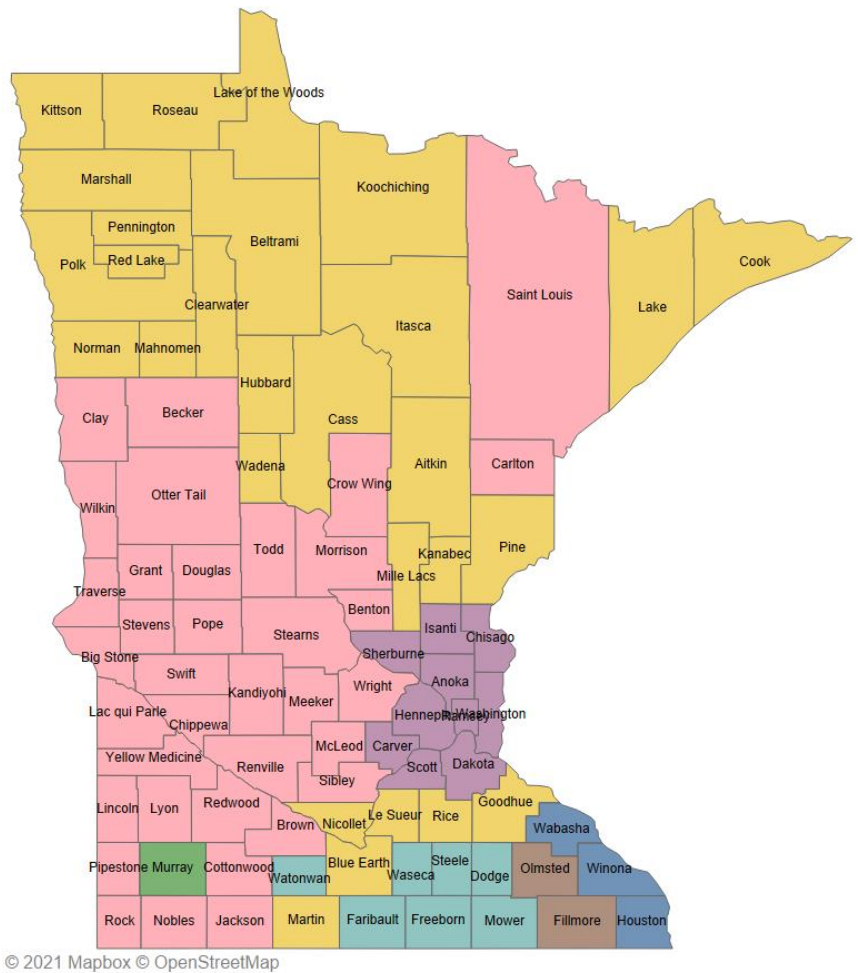 Lake of the Woods
Kittson
Roseau
Marshall
Koochiching
Pennington
Beltrami
Polk
Red Lake
Cook
Saint Louis
Clearwater
Lake
Itasca
Norman
Mahnomen
Hubbard
Clay
Becker
Cass
Wadena
Aitkin
Carlton
Crow Wing
Otter Tail
Wilkin
Todd
Morrison
Kanabec
Pine
Grant
Douglas
Mille Lacs
Traverse
Benton
Stevens
Pope
Isanti
Stearns
Chisago
Big Stone
Sherburne
Swift
Anoka
Kandiyohi
Meeker
Wright
Lac qui Parle
Hennepin
Ramsey
Washington
Chippewa
McLeod
Carver
Yellow Medicine
Renville
Scott
Dakota
Sibley
Lincoln
Lyon
Redwood
Goodhue
Le Sueur
Rice
Brown
Nicollet
Wabasha
Blue Earth
Steele
Pipestone
Murray
Cottonwood
Olmsted
Winona
Watonwan
Waseca
Dodge
Rock
Nobles
Jackson
Martin
Faribault
Freeborn
Mower
Fillmore
Houston
© 2021 Mapbox © OpenStreetMap